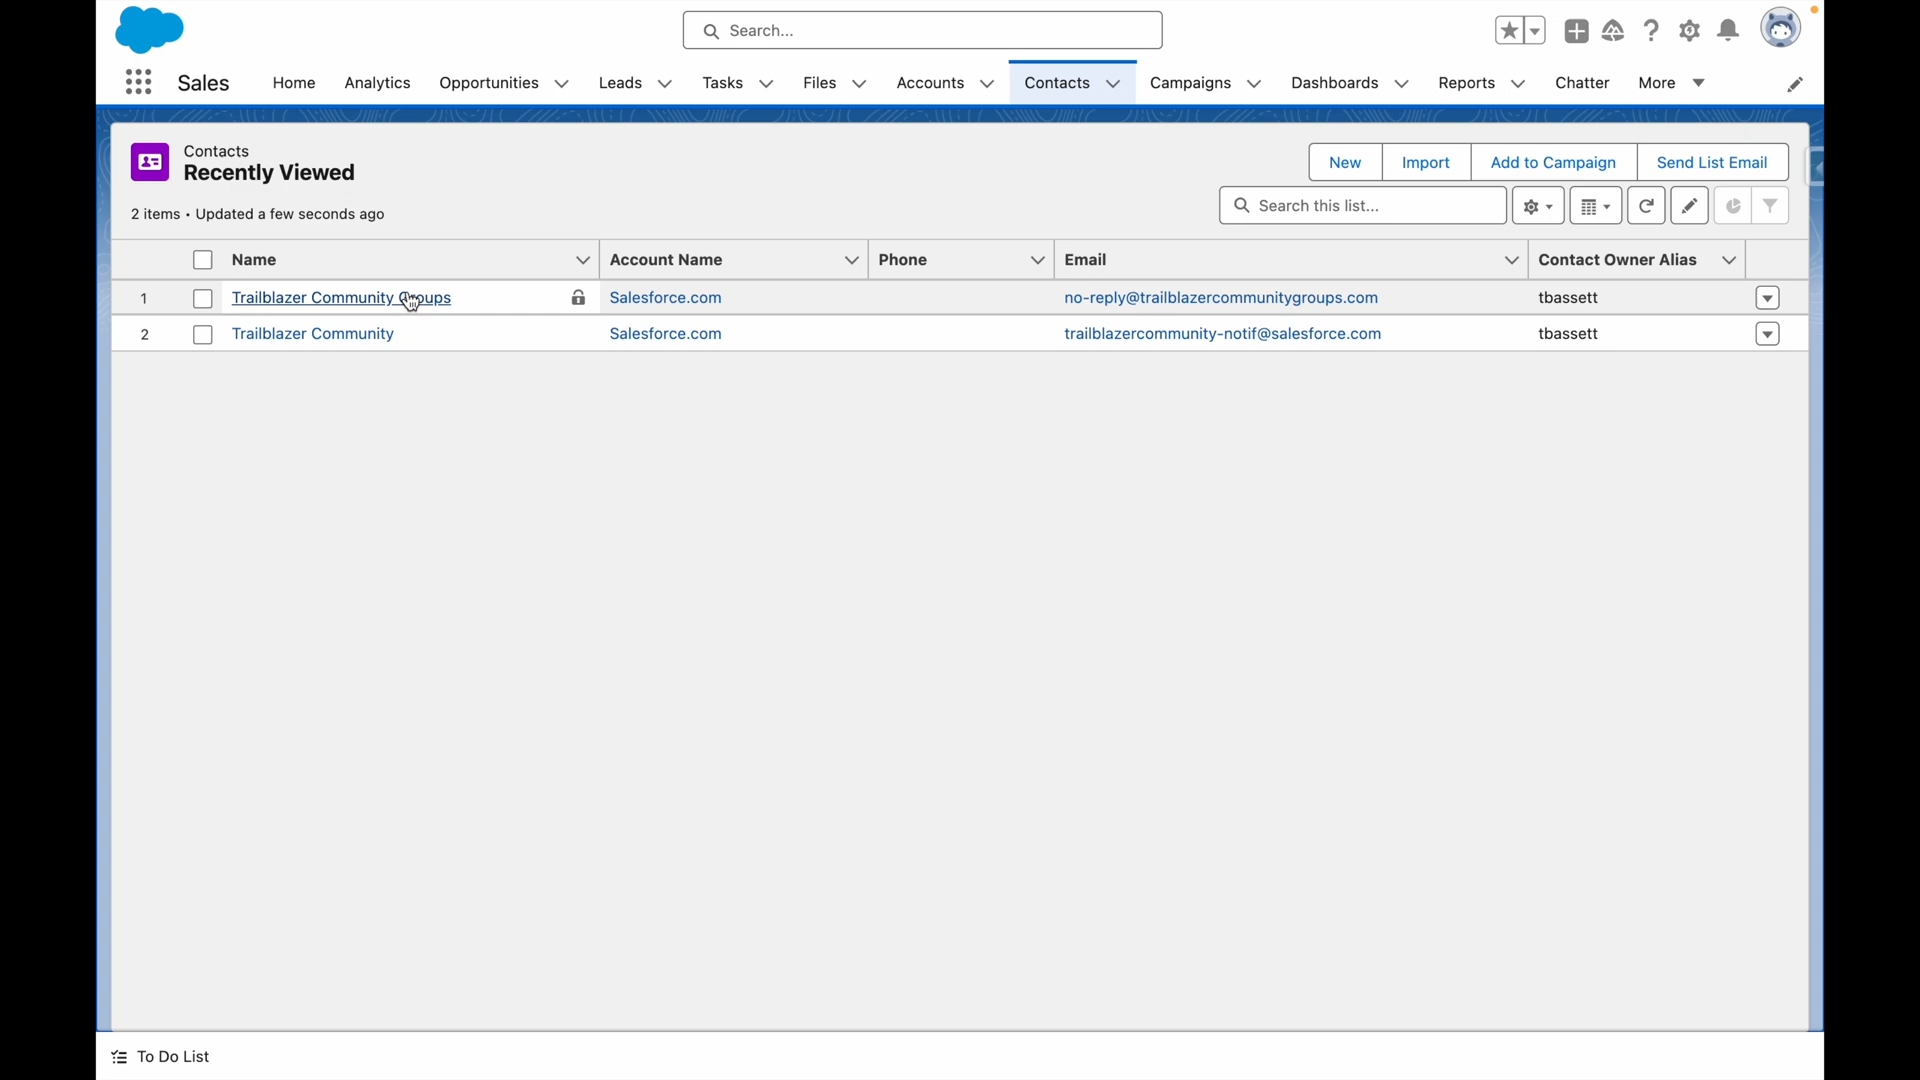 Search...
Sales Home Analytics Opportunities Leads Tasks Files Accounts Contacts Campaigns Dashboards Reports Chatter More
Contacts
Recently Viewed
New Import Add to Campaign Send List Email
2 items • Updated a few seconds ago
Search this list...
Name Account Name Phone Email Contact Owner Alias
1 Trailblazer Community Groups Salesforce.com no-reply@trailblazercommunitygroups.com tbassett
2 Trailblazer Community Salesforce.com trailblazercommunity-notif@salesforce.com tbassett
To Do List